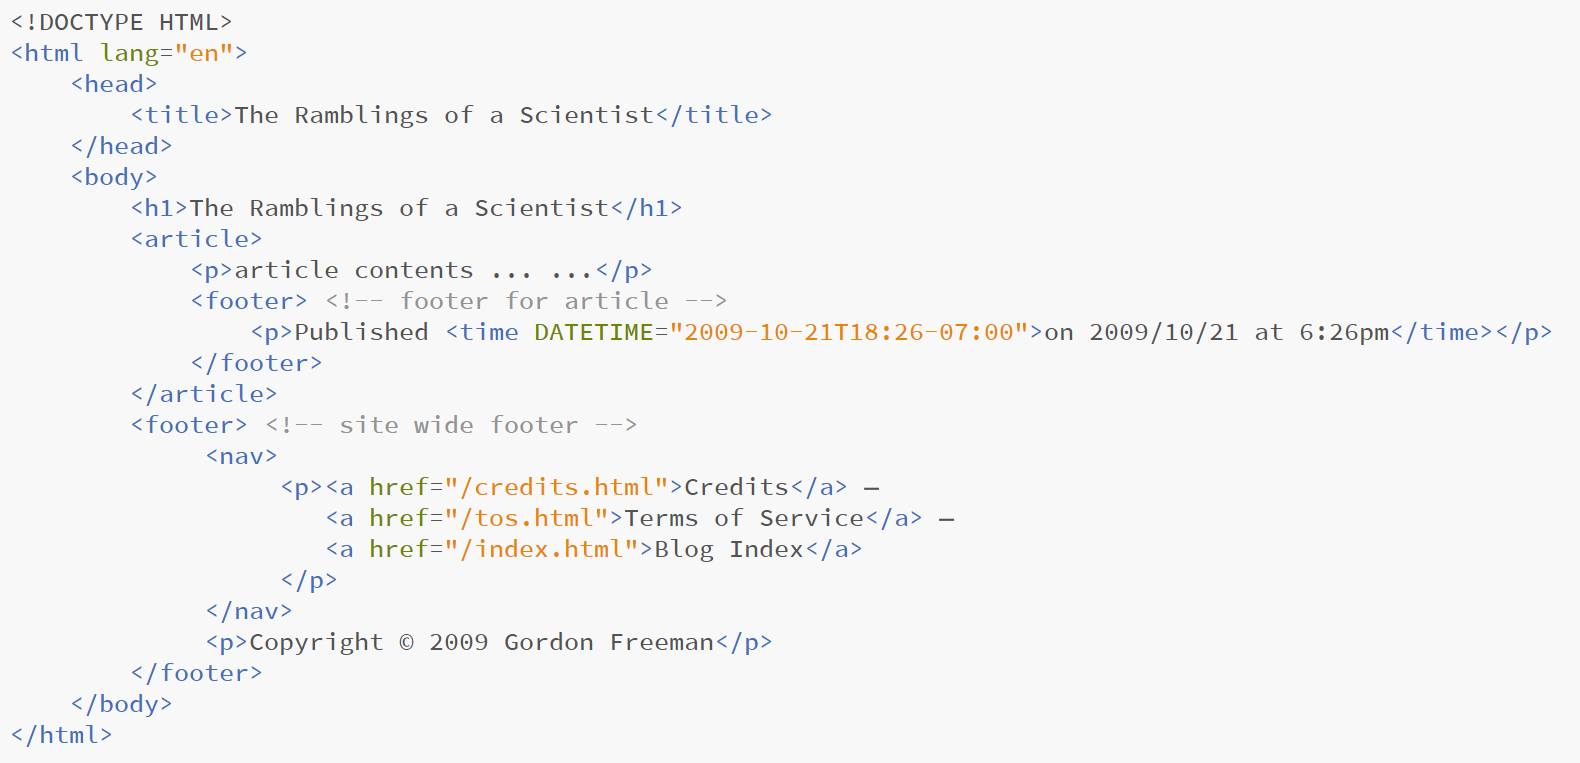 <!DOCTYPE HTML>
<html lang="en">
    <head>
        <title>The Ramblings of a Scientist</title>
    </head>
    <body>
        <h1>The Ramblings of a Scientist</h1>
        <article>
            <p>article contents ... ...</p>
            <footer> <!-- footer for article -->
                <p>Published <time DATETIME="2009-10-21T18:26-07:00">on 2009/10/21 at 6:26pm</time></p>
            </footer>
        </article>
        <footer> <!-- site wide footer -->
             <nav>
                  <p><a href="/credits.html">Credits</a> —
                     <a href="/tos.html">Terms of Service</a> —
                     <a href="/index.html">Blog Index</a>
                  </p>
             </nav>
             <p>Copyright © 2009 Gordon Freeman</p>
        </footer>
    </body>
</html>